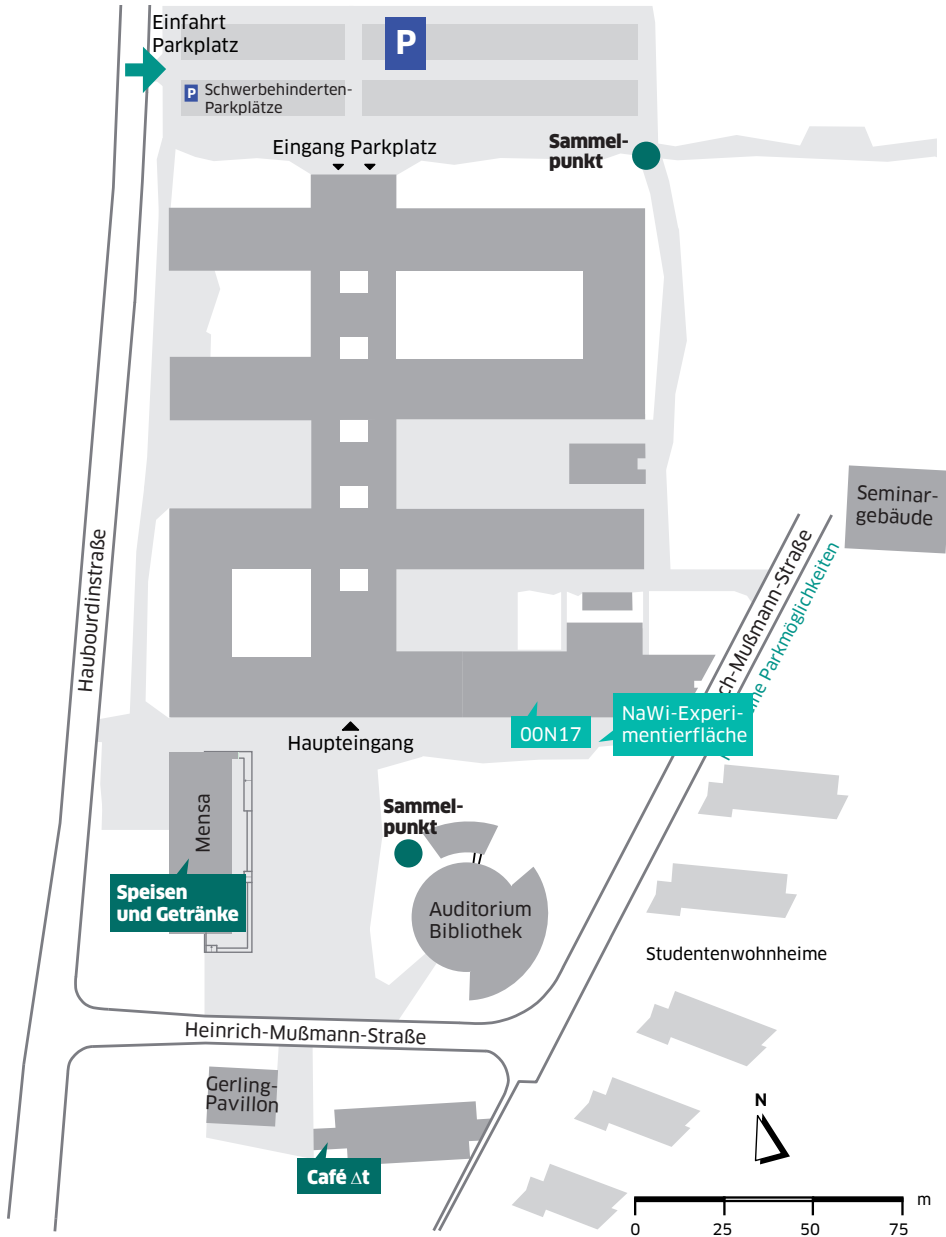 Einfahrt
Parkplatz
P
P Schwerbehinderten-
Parkplätze
Eingang Parkplatz
Sammel-
punkt
Haubourdinstraße
Seminar-
gebäude
ch-Mußmann-Straße
ne Parkmöglichkeiten
00N17
NaWi-Experi-
mentierfläche
Haupteingang
Mensa
Sammel-
punkt
Speisen
und Getränke
Auditorium
Bibliothek
Studentenwohnheime
Heinrich-Mußmann-Straße
Gerling-
Pavillon
Café Δt
N
m
0 25 50 75